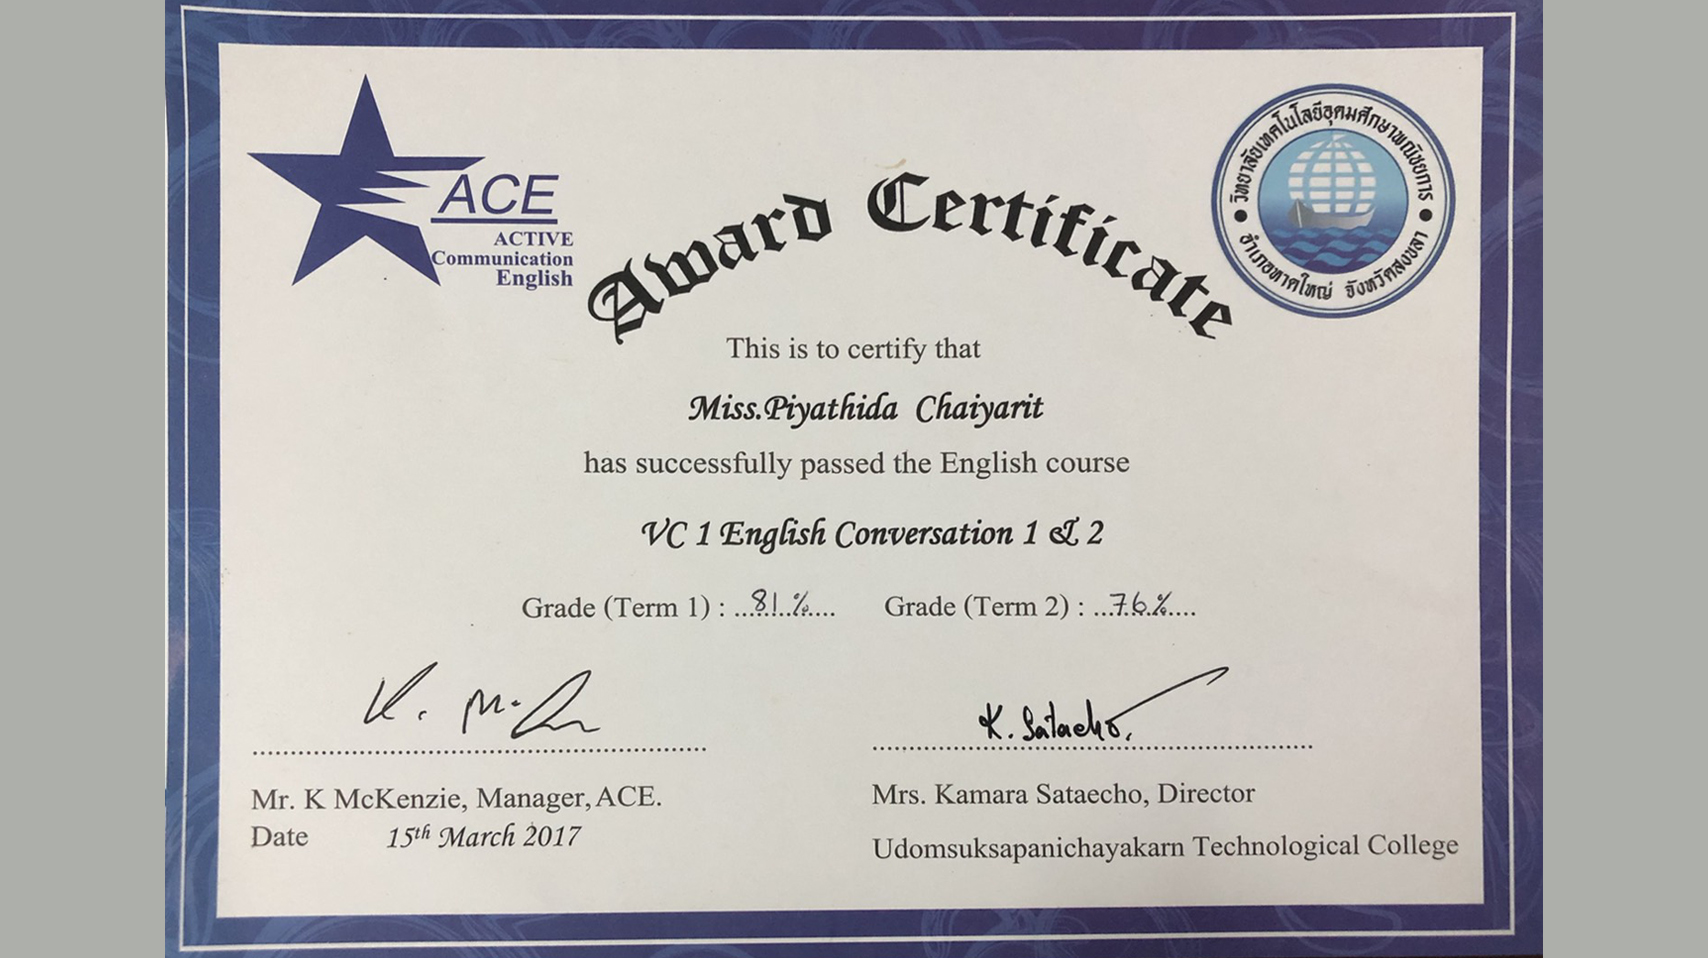 ACE
ACTIVE
Communication
English
วิทยาลัยเทคโนโลยีอุดมศึกษาพณิชยการ
อำเภอหาดใหญ่ จังหวัดสงขลา
Award Certificate
This is to certify that
Miss.Piyathida Chaiyarit
has successfully passed the English course
VC 1 English Conversation 1 & 2
Grade (Term 1) : ..81.%.... Grade (Term 2) : ..76.%....
K. Sataecho.
Mr. K McKenzie, Manager, ACE.
Date 15th March 2017
Mrs. Kamara Sataecho, Director
Udomsuksapanichayakarn Technological College